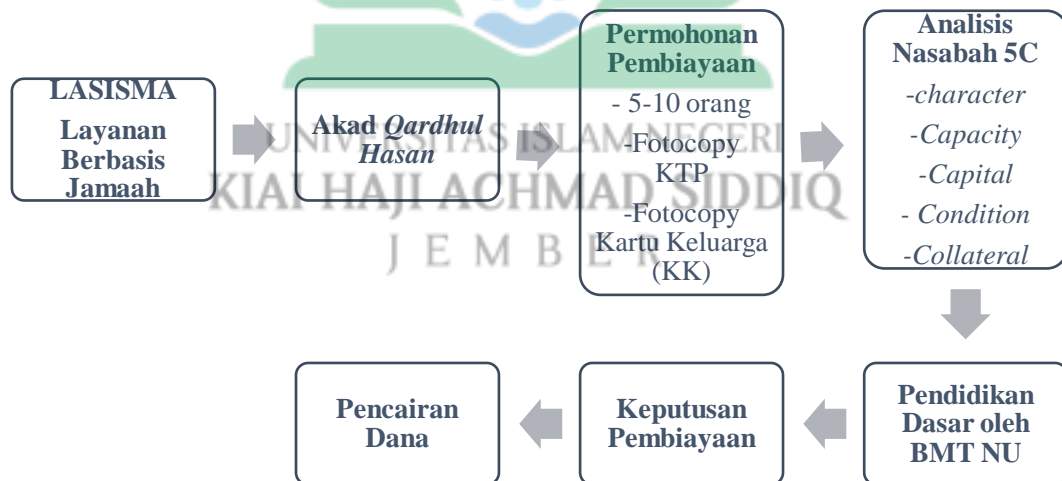 LASISMA
Layanan
Berbasis
Jamaah
Akad Qardhul
Hasan
Permohonan
Pembiayaan
- 5-10 orang
-Fotocopy
KTP
-Fotocopy
Kartu Keluarga
(KK)
Analisis
Nasabah 5C
-character
-Capacity
-Capital
- Condition
-Collateral
Pendidikan
Dasar oleh
BMT NU
Keputusan
Pembiayaan
Pencairan
Dana
UNIVERSITAS ISLAM NEGERI
KIAI HAJI ACHMAD SIDDIQ
JEMBER